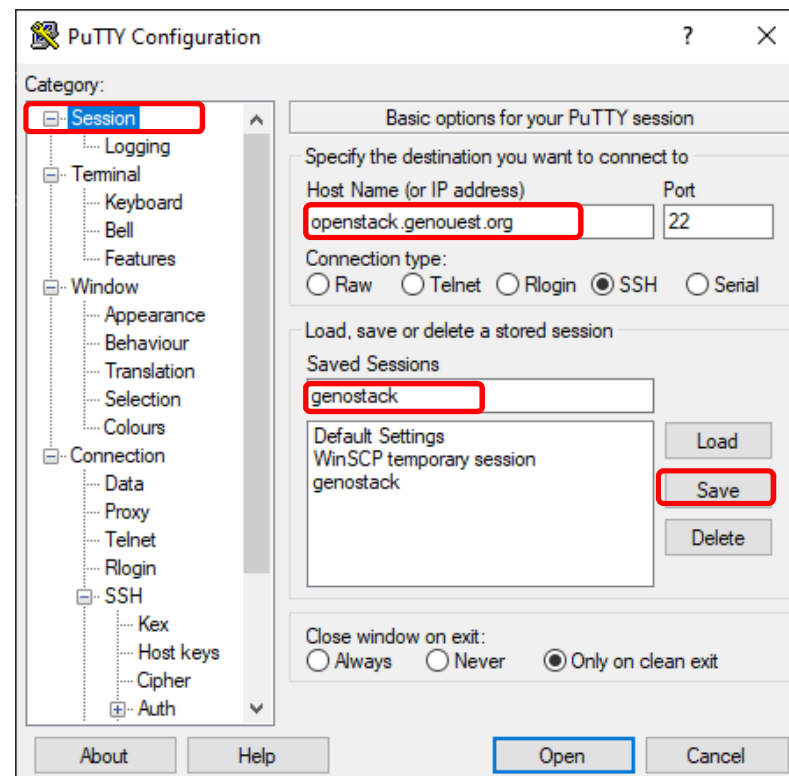 PuTTY Configuration
?
Category:
Session
Logging
Terminal
Keyboard
Bell
Features
Window
Appearance
Behaviour
Translation
Selection
Colours
Connection
Data
Proxy
Telnet
Rlogin
SSH
Kex
Host keys
Cipher
Auth
Basic options for your PuTTY session
Specify the destination you want to connect to
Host Name (or IP address) Port
openstack.genouest.org 22
Connection type:
Raw Telnet Rlogin SSH Serial
Load, save or delete a stored session
Saved Sessions
genostack
Default Settings
WinSCP temporary session
genostack
Load
Save
Delete
Close window on exit:
Always Never Only on clean exit
About Help Open Cancel